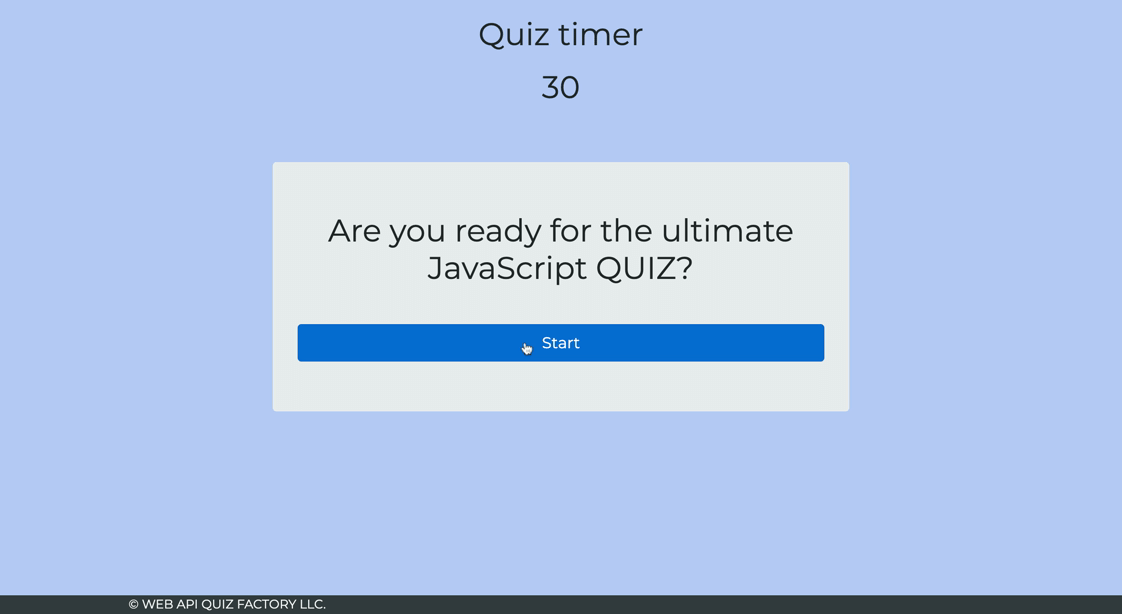 Quiz timer
30
Are you ready for the ultimate
JavaScript QUIZ?
Start
© WEB API QUIZ FACTORY LLC.